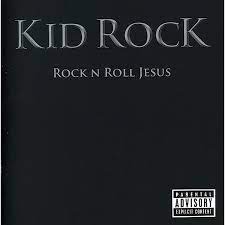 KID ROCK
ROCK N ROLL JESUS
PARENTAL
ADVISORY
EXPLICIT CONTENT